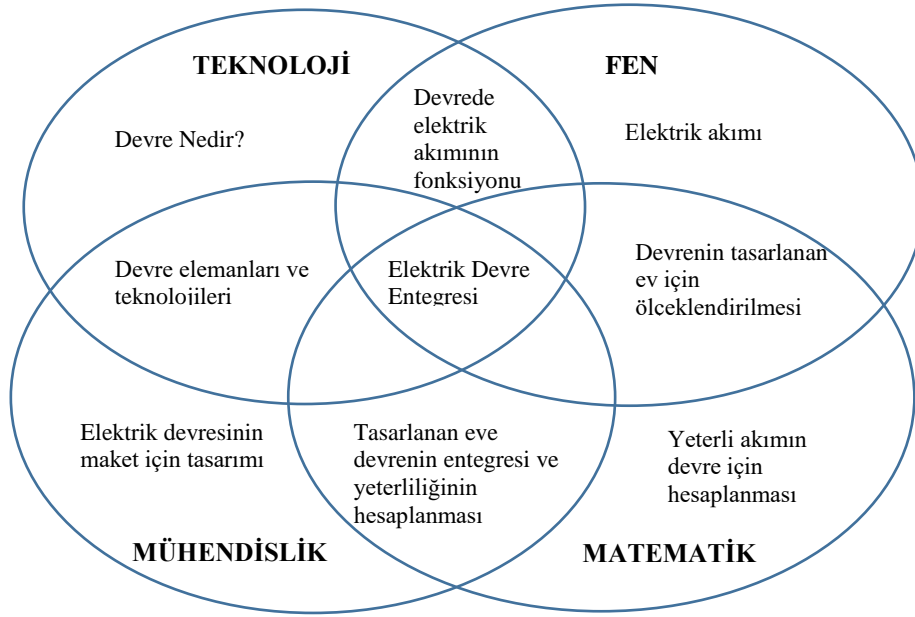 TEKNOLOJİ
FEN
Devre Nedir?
Devrede
elektrik
akımının
fonksiyonu
Elektrik akımı
Devre elemanları ve
teknolojileri
Elektrik Devre
Entegresi
Devrenin tasarlanan
ev için
ölçeklendirilmesi
Elektrik devresinin
maket için tasarımı
Tasarlanan eve
devrenin entegresi ve
yeterliliğinin
hesaplanması
Yeterli akımın
devre için
hesaplanması
MÜHENDİSLİK
MATEMATİK